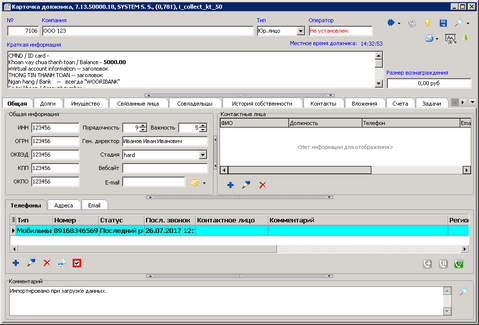 Карточка должника, 7.13.50000.18, SYSTEM S. S., (0,781), i_collect_kt_50
№ Компания Тип Оператор
7106 ООО 123 Юр.лицо Не установлен.
Краткая информация Местное время должника: 14:32:53
CMND / ID card -
Khoan vay chua thanh toan / Balance - 5000.00
=Virtual account information -- заголовок
THONG TIN THANH TOAN -- заголовок
Ngan hang / Bank -- всегда "WOORIBANK"
Размер вознаграждения
0,00 руб
Общая Долги Имущество Связанные лица Совладельцы История собственности Контакты Вложения Счета Задачи
Общая информация
ИНН 123456 Порядочность 9 Важность 5
ОГРН 123456 Ген. директор Иванов Иван Иванович
ОКВЭД 123456 Стадия hard
КПП 123456 Вебсайт
ОКПО 123456 E-mail
Контактные лица
ФИО Должность Телефон Ema
<Нет информации для отображения>
Телефоны Адреса Email
Тип Номер Статус Посл. звонок Контактное лицо Комментарий Регио
Мобильны 89168346569 Последний р 26.07.2017 12:
Комментарий
Импортировано при загрузке данных.